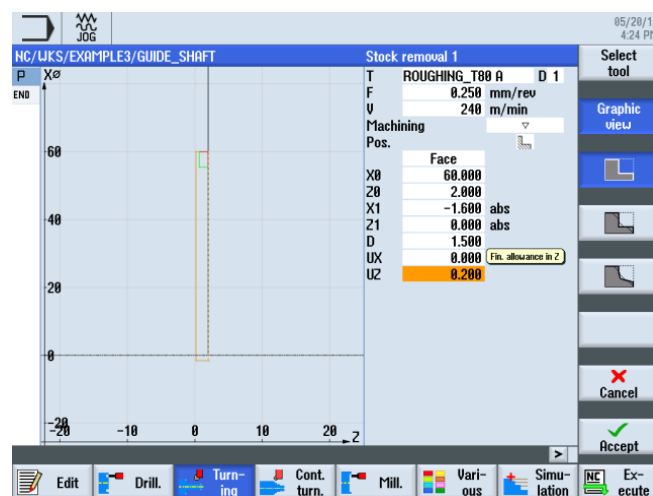 JOG
05/20/1
4:24 PM
NC/WKS/EXAMPLE3/GUIDE_SHAFT
Stock removal 1
Select
tool
P
END
XØ
T ROUGHING_T80 A D 1
F 0.250 mm/rev
V 240 m/min
Machining ▽
Pos.
Face
X0 60.000
Z0 2.000
X1 -1.600 abs
Z1 0.000 abs
D 1.500
UX 0.000
Fin. allowance in Z
UZ 0.200
Graphic
view
60
40
20
0
-20
-20 -10 0 10 20 Z
Cancel
Accept
>
Edit
Drill.
Turn-
ing
Cont.
turn.
Mill.
Vari-
ous
Simu-
lation
NC
Ex-
ecute